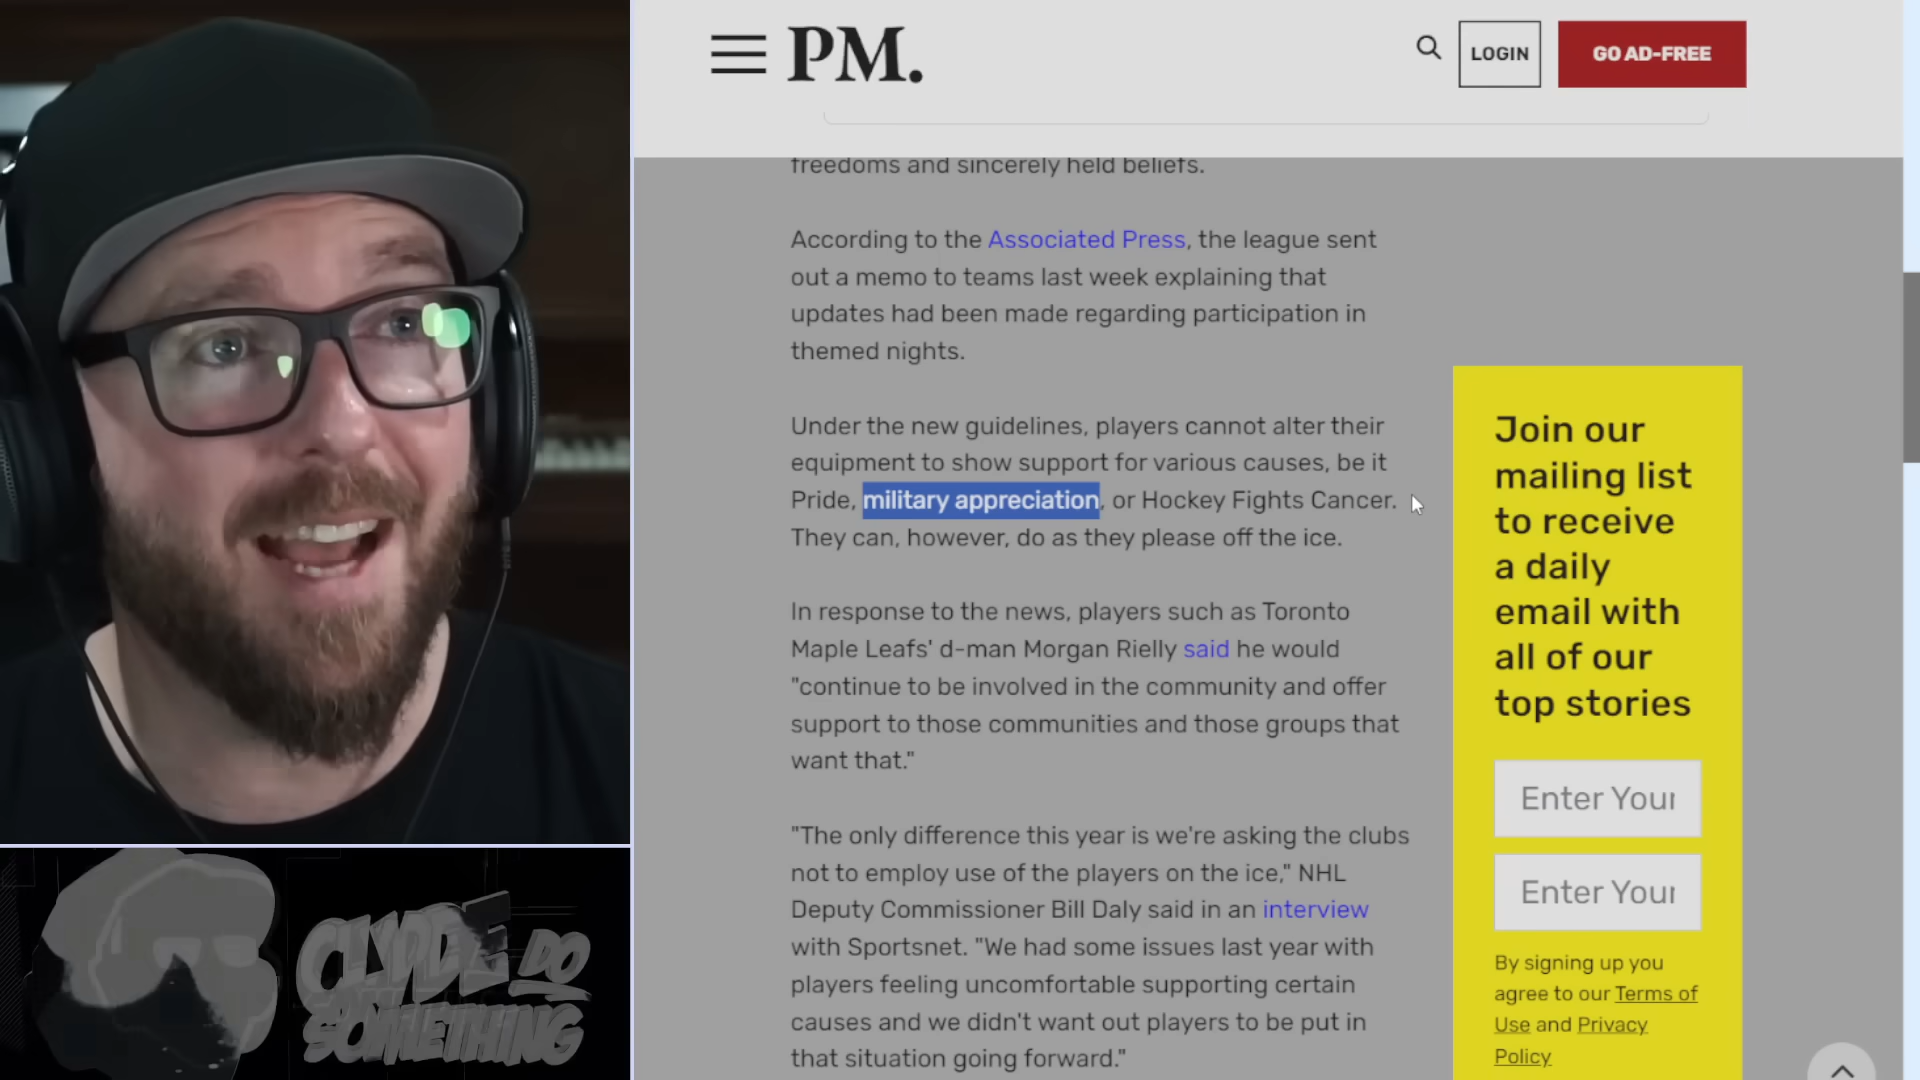 PM.
LOGIN
GO AD-FREE
freedoms and sincerely held beliefs.
According to the Associated Press, the league sent
out a memo to teams last week explaining that
updates had been made regarding participation in
themed nights.
Under the new guidelines, players cannot alter their
equipment to show support for various causes, be it
Pride, military appreciation, or Hockey Fights Cancer.
They can, however, do as they please off the ice.
In response to the news, players such as Toronto
Maple Leafs' d-man Morgan Rielly said he would
"continue to be involved in the community and offer
support to those communities and those groups that
want that."
"The only difference this year is we're asking the clubs
not to employ use of the players on the ice," NHL
Deputy Commissioner Bill Daly said in an interview
with Sportsnet. "We had some issues last year with
players feeling uncomfortable supporting certain
causes and we didn't want out players to be put in
that situation going forward."
Join our
mailing list
to receive
a daily
email with
all of our
top stories
Enter Your
Enter Your
By signing up you
agree to our Terms of
Use and Privacy
Policy
CLYDE DO
SOMETHING